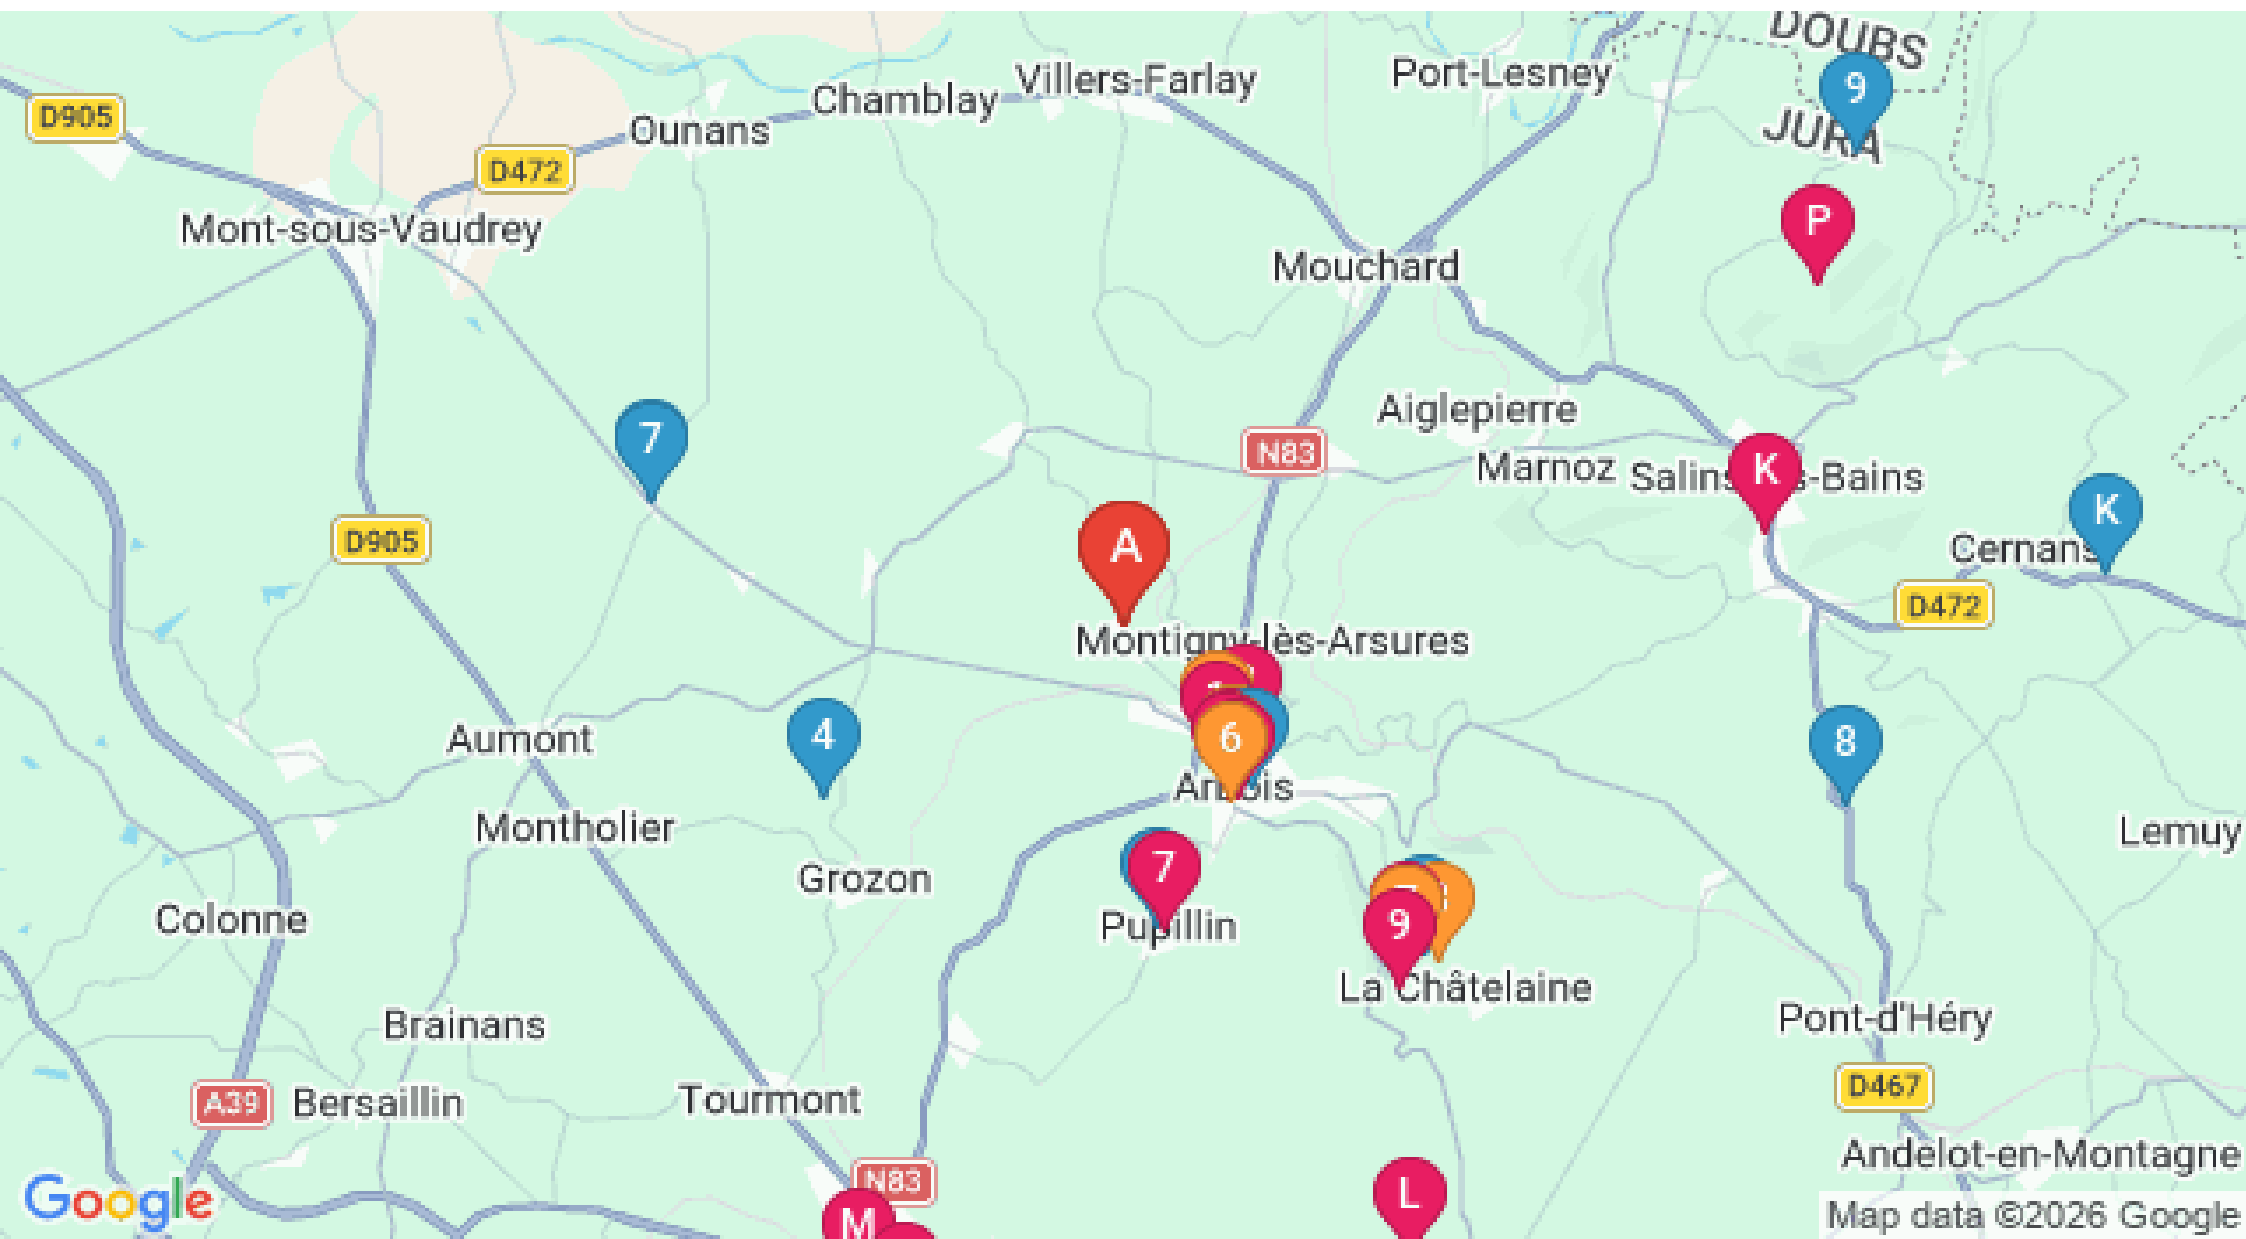 DOUBS
Villers-Farlay
Port-Lesney
9
Chamblay
D905
Ounans
JURA
D472
P
Mont-sous-Vaudrey
Mouchard
Aiglepierre
7
N83
Marnoz
K
K
D905
A
Cernans
D472
Montigny-lès-Arsures
4
6
8
Aumont
Montholier
Lemuy
7
Grozon
9
Colonne
Pupillin
La Châtelaine
Brainans
Pont-d'Héry
D467
Tourmont
A39
Bersaillin
Andelot-en-Montagne
N83
L
Google
M
Map data ©2026 Google